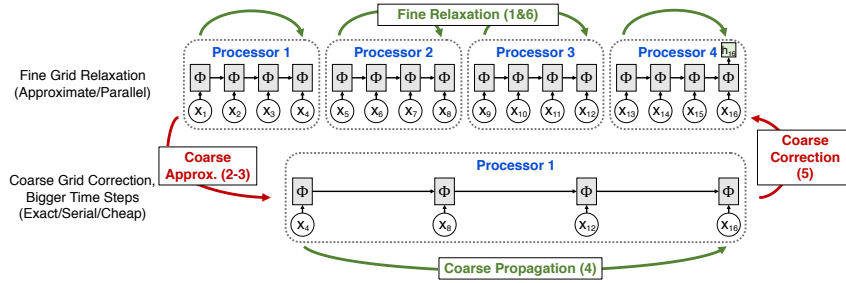 Fine Relaxation (1&6)
Processor 1
Processor 2
Processor 3
Processor 4
h16
Fine Grid Relaxation
(Approximate/Parallel)
Φ Φ Φ Φ Φ Φ Φ Φ Φ Φ Φ Φ Φ Φ Φ Φ
x1 x2 x3 x4 x5 x6 x7 x8 x9 x10 x11 x12 x13 x14 x15 x16
Coarse
Approx. (2-3)
Coarse
Correction
(5)
Coarse Grid Correction,
Bigger Time Steps
(Exact/Serial/Cheap)
Processor 1
Φ Φ Φ Φ
x4 x8 x12 x16
Coarse Propagation (4)